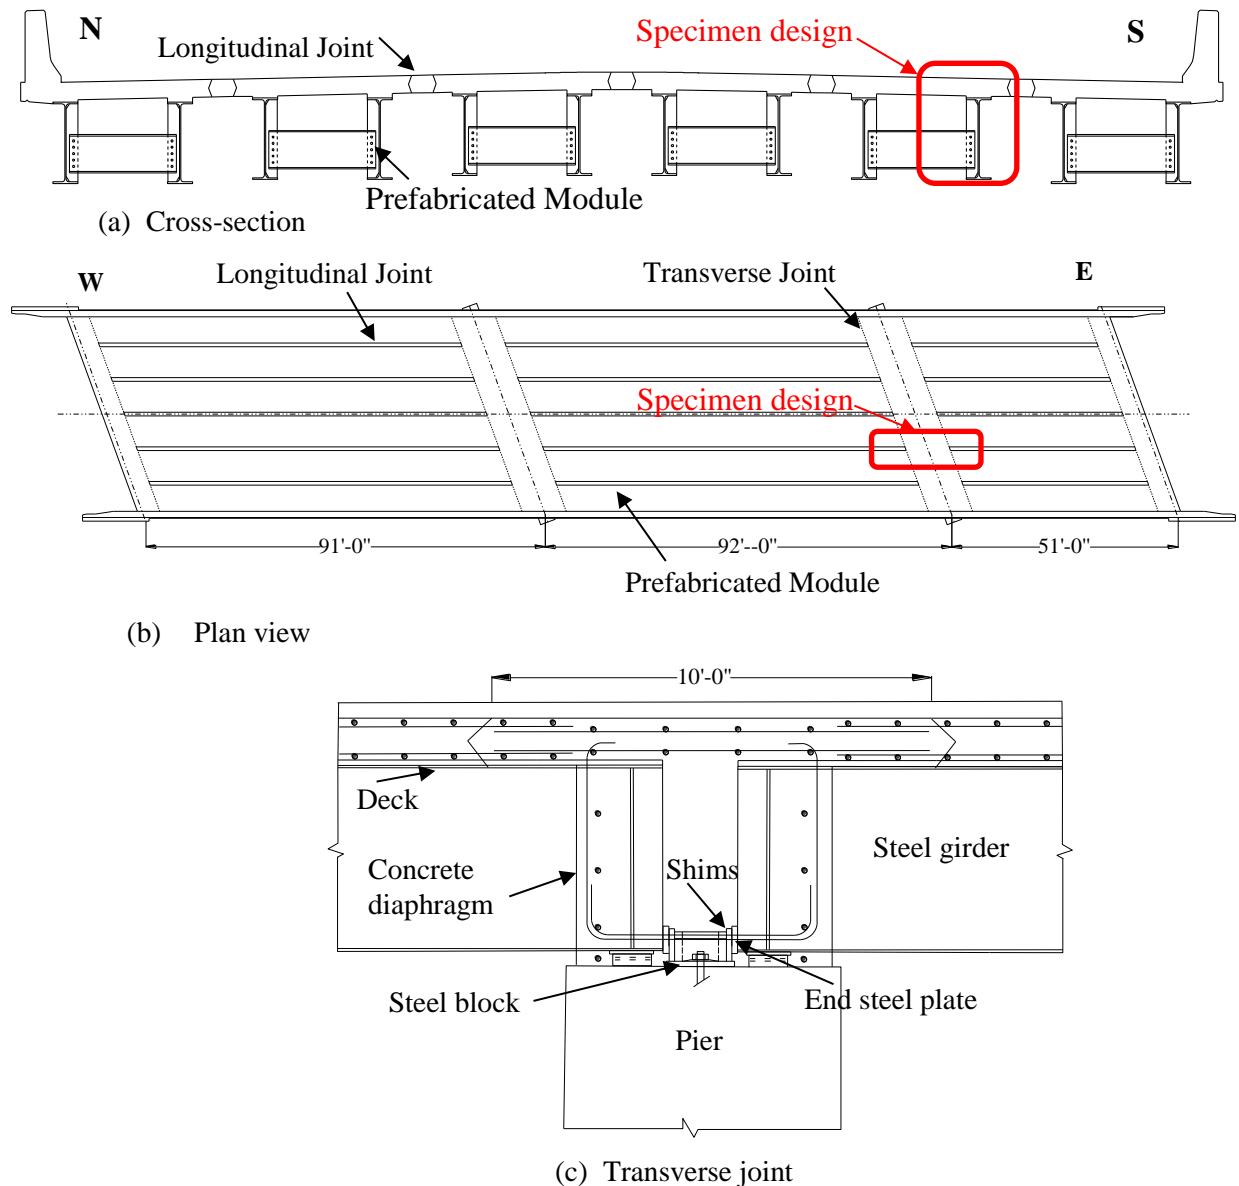 N
Longitudinal Joint
Specimen design
S
Prefabricated Module
(a) Cross-section
W
Longitudinal Joint
Transverse Joint
E
Specimen design
91'-0"
92'--0"
51'-0"
Prefabricated Module
(b) Plan view
10'-0"
Deck
Steel girder
Concrete
diaphragm
Shims
Steel block
End steel plate
Pier
(c) Transverse joint